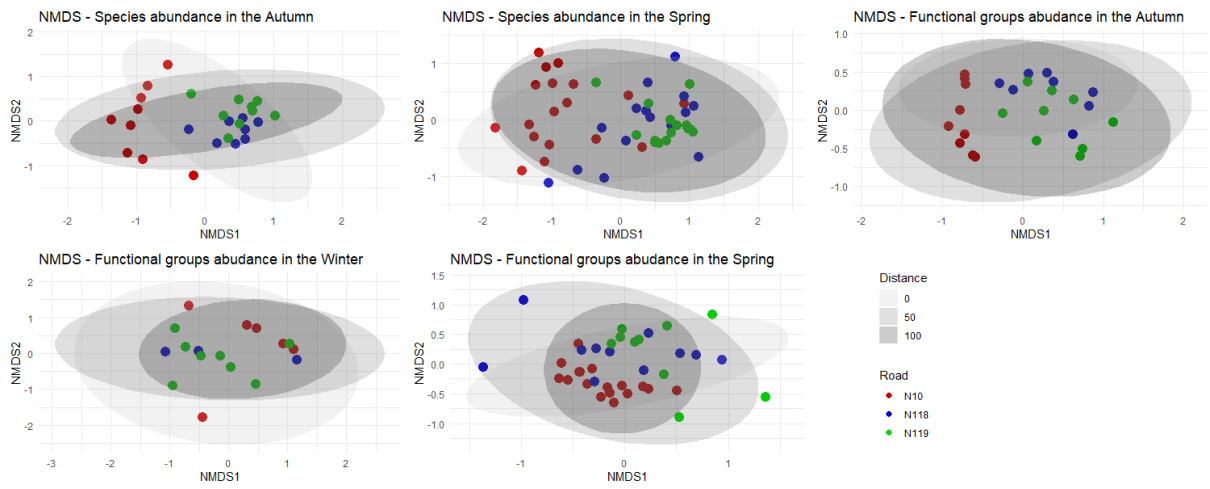 NMDS - Species abundance in the Autumn
2
1
0
-1
NMDS2
-2
-1
0
1
2
NMDS1
NMDS - Species abundance in the Spring
1
0
-1
NMDS2
-2
-1
0
1
2
NMDS1
NMDS - Functional groups abudance in the Autumn
1.0
0.5
0.0
-0.5
-1.0
NMDS2
-2
-1
0
1
2
NMDS1
NMDS - Functional groups abudance in the Winter
2
1
0
-1
-2
NMDS2
-3
-2
-1
0
1
2
3
NMDS1
NMDS - Functional groups abudance in the Spring
1.5
1.0
0.5
0.0
-0.5
-1.0
NMDS2
-1
0
1
NMDS1
Distance
0
50
100
Road
N10
N118
N119